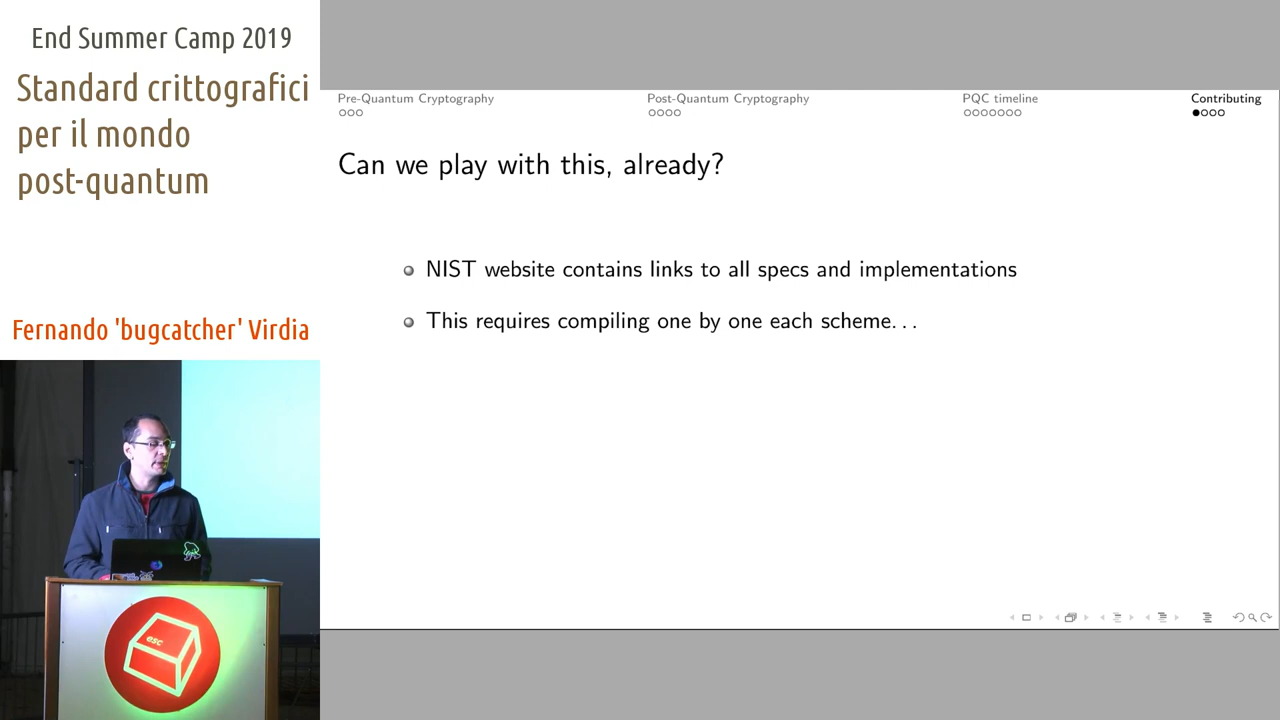 End Summer Camp 2019
Standard crittografici
per il mondo
post-quantum
Fernando 'bugcatcher' Virdia
Pre-Quantum Cryptography
Post-Quantum Cryptography
PQC timeline
Contributing
Can we play with this, already?
NIST website contains links to all specs and implementations
This requires compiling one by one each scheme...
esc